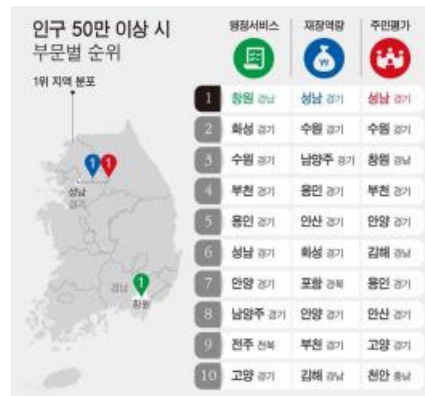 인구 50만 이상 시
부문별 순위
1위 지역 분포
성남
경기
경남
창원
행정서비스 재정역량 주민평가
1 창원 경남 성남 경기 성남 경기
2 화성 경기 수원 경기 수원 경기
3 수원 경기 남양주 경기 창원 경남
4 부천 경기 용인 경기 부천 경기
5 용인 경기 안산 경기 안양 경기
6 성남 경기 화성 경기 김해 경남
7 안양 경기 포항 경북 용인 경기
8 남양주 경기 안양 경기 안산 경기
9 전주 전북 부천 경기 고양 경기
10 고양 경기 김해 경남 천안 충남